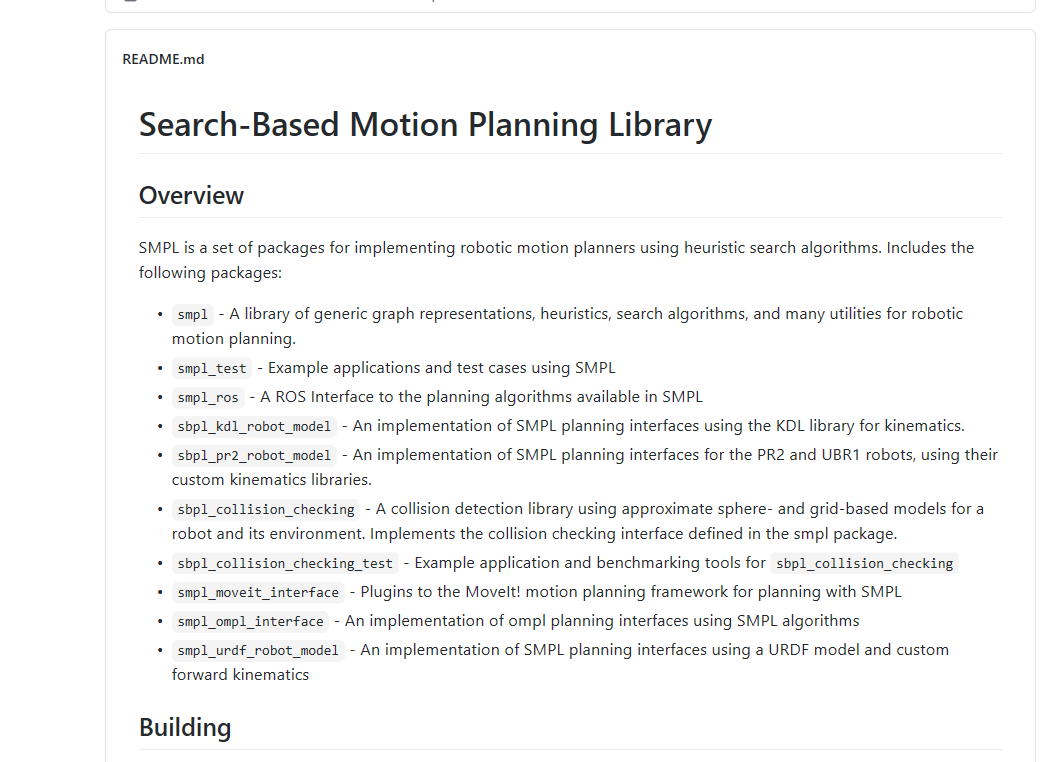 README.md
Search-Based Motion Planning Library
Overview
SMPL is a set of packages for implementing robotic motion planners using heuristic search algorithms. Includes the
following packages:
• smpl - A library of generic graph representations, heuristics, search algorithms, and many utilities for robotic
motion planning.
• smpl_test - Example applications and test cases using SMPL
• smpl_ros - A ROS Interface to the planning algorithms available in SMPL
• sbpl_kdl_robot_model - An implementation of SMPL planning interfaces using the KDL library for kinematics.
• sbpl_pr2_robot_model - An implementation of SMPL planning interfaces for the PR2 and UBR1 robots, using their
custom kinematics libraries.
• sbpl_collision_checking - A collision detection library using approximate sphere- and grid-based models for a
robot and its environment. Implements the collision checking interface defined in the smpl package.
• sbpl_collision_checking_test - Example application and benchmarking tools for sbpl_collision_checking
• smpl_moveit_interface - Plugins to the MoveIt! motion planning framework for planning with SMPL
• smpl_ompl_interface - An implementation of ompl planning interfaces using SMPL algorithms
• smpl_urdf_robot_model - An implementation of SMPL planning interfaces using a URDF model and custom
forward kinematics
Building